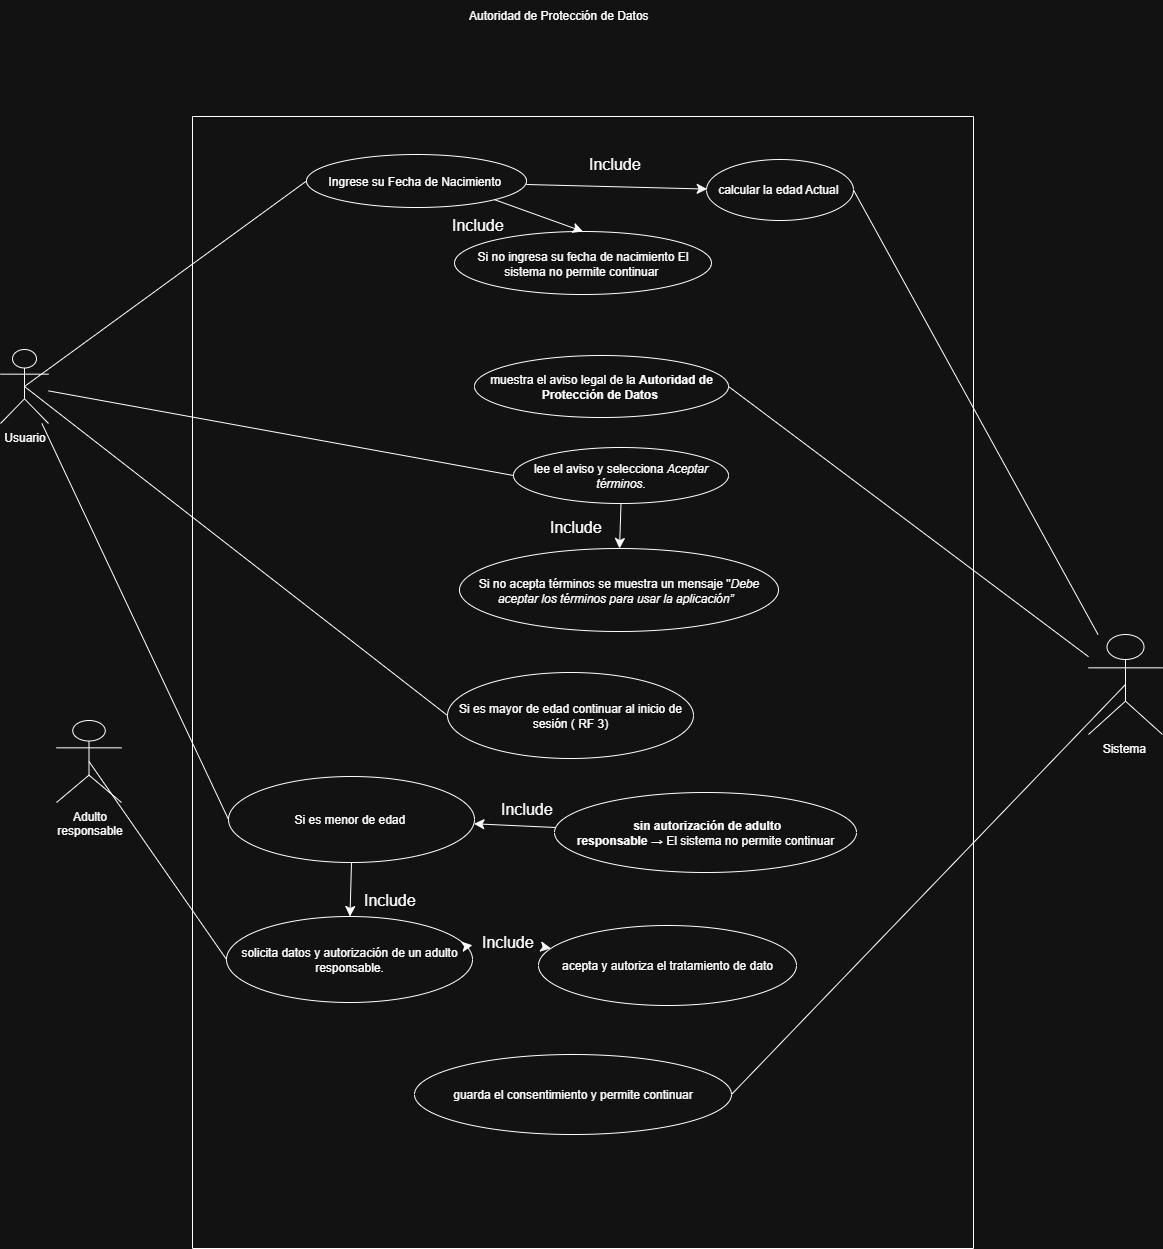 Autoridad de Protección de Datos
Include
Ingrese su Fecha de Nacimiento
calcular la edad Actual
Include
Si no ingresa su fecha de nacimiento El
sistema no permite continuar
muestra el aviso legal de la Autoridad de
Protección de Datos
Usuario
lee el aviso y selecciona Aceptar
términos.
Include
Si no acepta términos se muestra un mensaje "Debe
aceptar los términos para usar la aplicación”
Si es mayor de edad continuar al inicio de
sesión ( RF 3)
Sistema
Adulto
responsable
Include
Si es menor de edad
sin autorización de adulto
responsable → El sistema no permite continuar
Include
solicita datos y autorización de un adulto
responsable.
Include
acepta y autoriza el tratamiento de dato
guarda el consentimiento y permite continuar